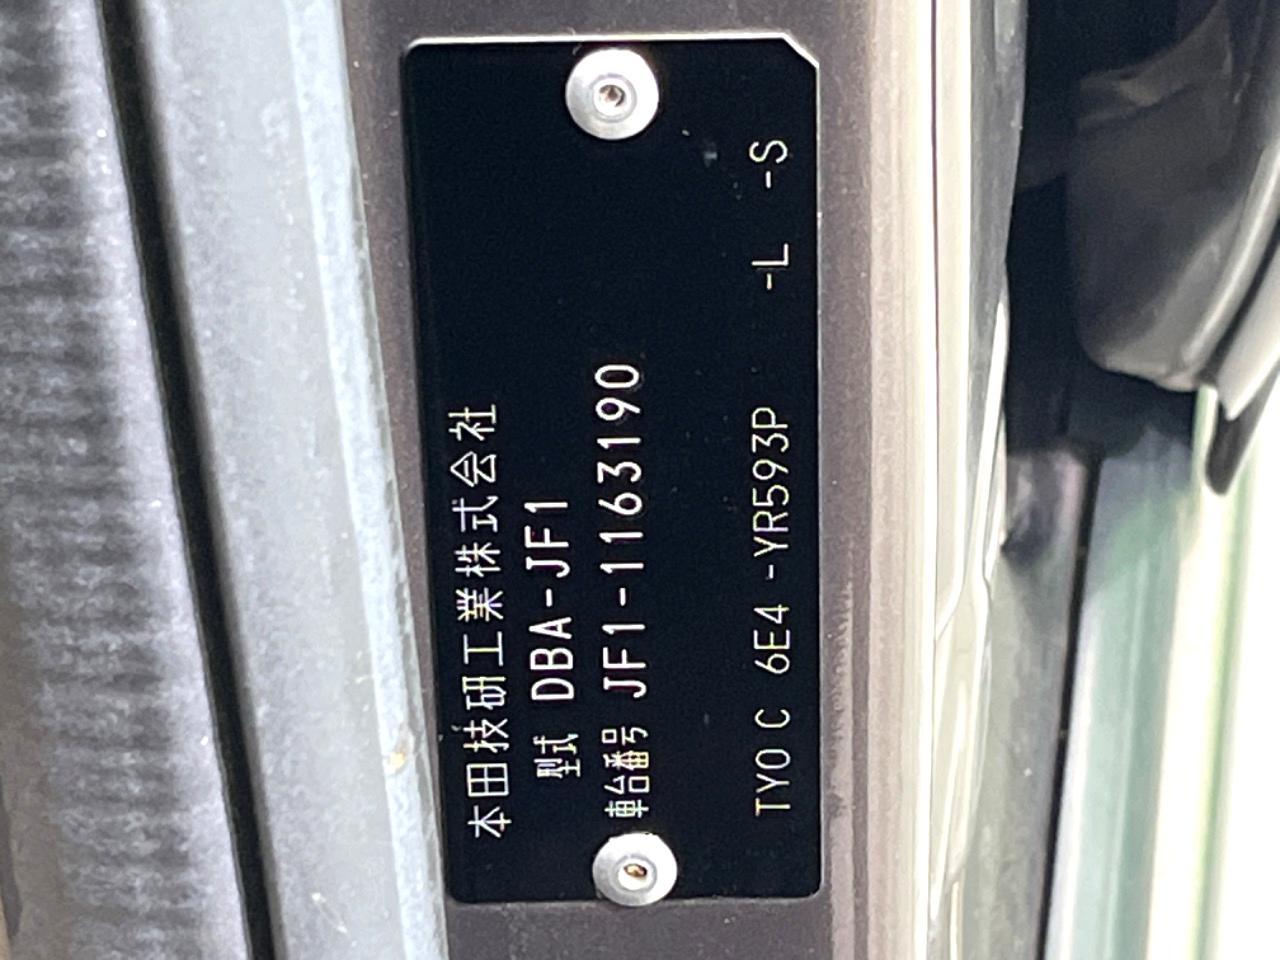 本田技研工業株式会社
型式 DBA-JF1
車台番号 JF1-1163190
TY0 C 6E4 -YR593P -L -S